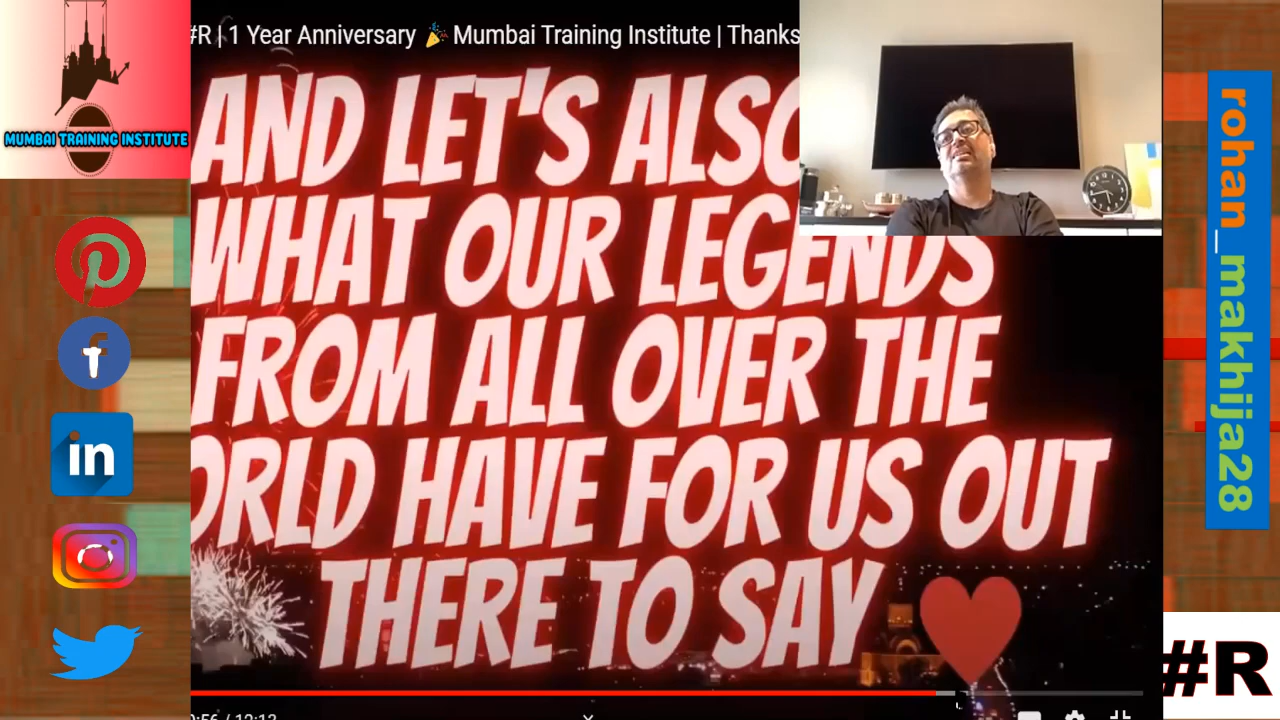 #R | 1 Year Anniversary 🎉 Mumbai Training Institute | Thanks
MUMBAI TRAINING INSTITUTE
AND LET'S ALSO
WHAT OUR LEGENDS
FROM ALL OVER THE
ORLD HAVE FOR US OUT
THERE TO SAY
in
rohan_makhija28
#R